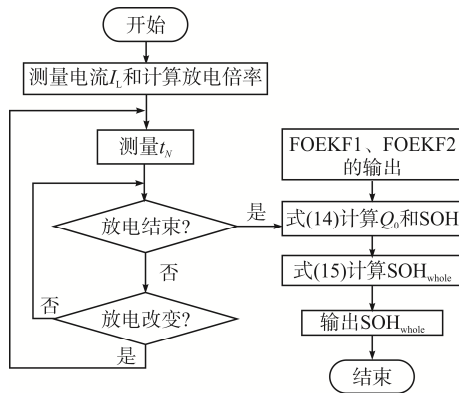 开始
测量电流IL和计算放电倍率
测量tN
放电结束?
是
否
放电改变?
否
是
FOEKF1、FOEKF2
的输出
式(14)计算Q0和SOH
式(15)计算SOHwhole
输出SOHwhole
结束